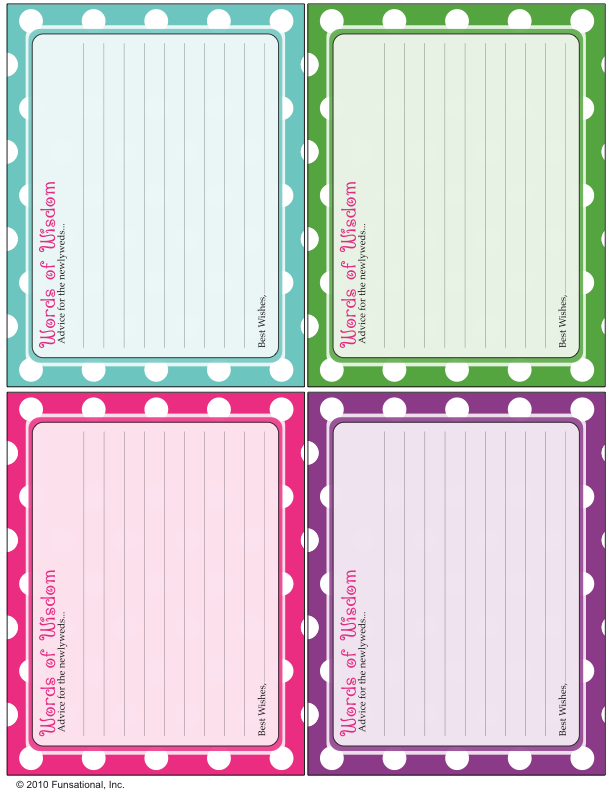 Words of Wisdom
Advice for the newlyweds...
Best Wishes,
Words of Wisdom
Advice for the newlyweds...
Best Wishes,
Words of Wisdom
Advice for the newlyweds...
Best Wishes,
Words of Wisdom
Advice for the newlyweds...
Best Wishes,
© 2010 Funsational, Inc.